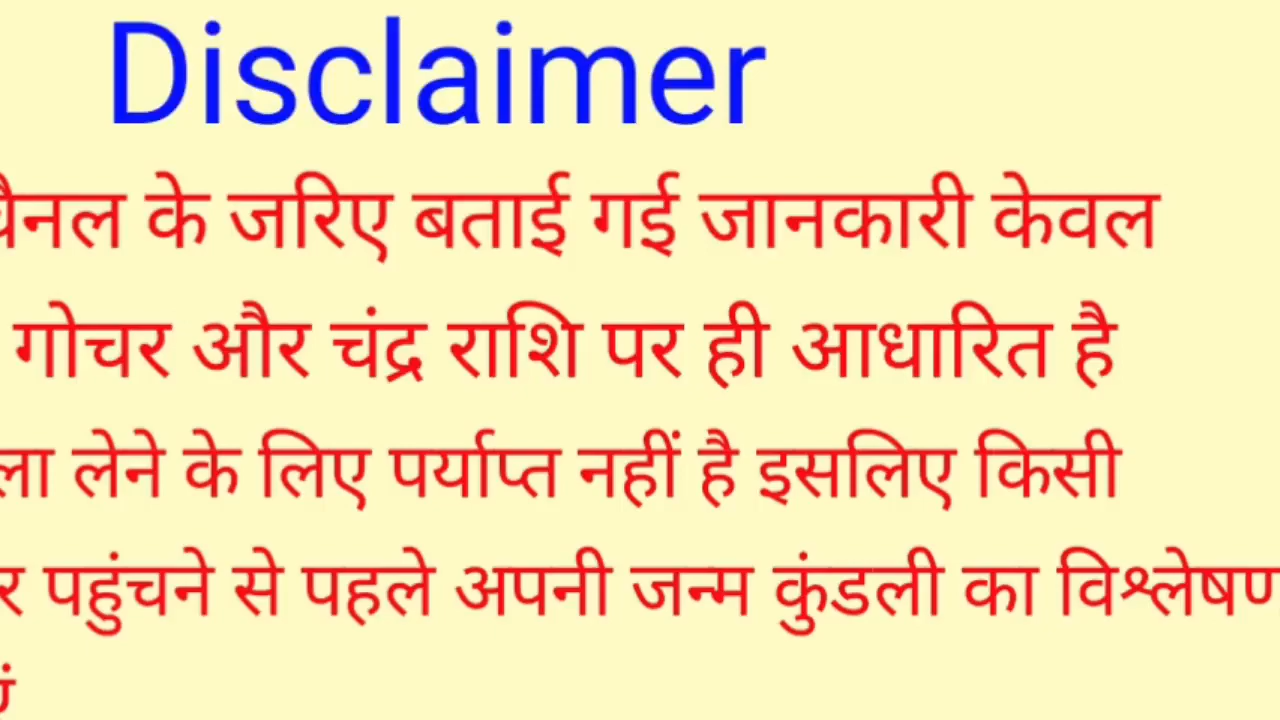 Disclaimer
चैनल के जरिए बताई गई जानकारी केवल
गोचर और चंद्र राशि पर ही आधारित है
ला लेने के लिए पर्याप्त नहीं है इसलिए किसी
र पहुंचने से पहले अपनी जन्म कुंडली का विश्लेषण